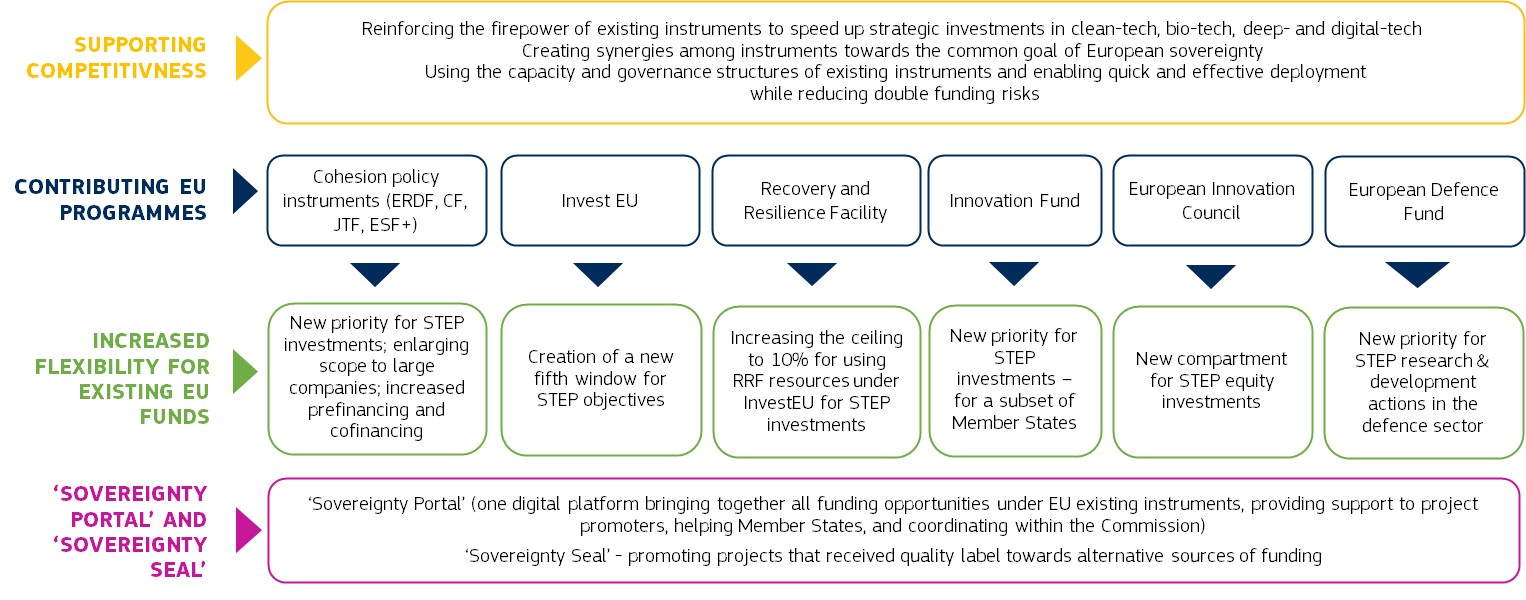 SUPPORTING
COMPETITIVNESS
Reinforcing the firepower of existing instruments to speed up strategic investments in clean-tech, bio-tech, deep- and digital-tech
Creating synergies among instruments towards the common goal of European sovereignty
Using the capacity and governance structures of existing instruments and enabling quick and effective deployment
while reducing double funding risks
CONTRIBUTING EU
PROGRAMMES
Cohesion policy
instruments (ERDF, CF,
JTF, ESF+)
Invest EU
Recovery and
Resilience Facility
Innovation Fund
European Innovation
Council
European Defence
Fund
INCREASED
FLEXIBILITY FOR
EXISTING EU
FUNDS
New priority for STEP
investments; enlarging
scope to large
companies; increased
prefinancing and
cofinancing
Creation of a new
fifth window for
STEP objectives
Increasing the ceiling
to 10% for using
RRF resources under
InvestEU for STEP
investments
New priority for
STEP
investments –
for a subset of
Member States
New compartment
for STEP equity
investments
New priority for
STEP research &
development
actions in the
defence sector
‘SOVEREIGNTY
PORTAL’ AND
‘SOVEREIGNTY
SEAL’
‘Sovereignty Portal’ (one digital platform bringing together all funding opportunities under EU existing instruments, providing support to project
promoters, helping Member States, and coordinating within the Commission)
‘Sovereignty Seal’ - promoting projects that received quality label towards alternative sources of funding